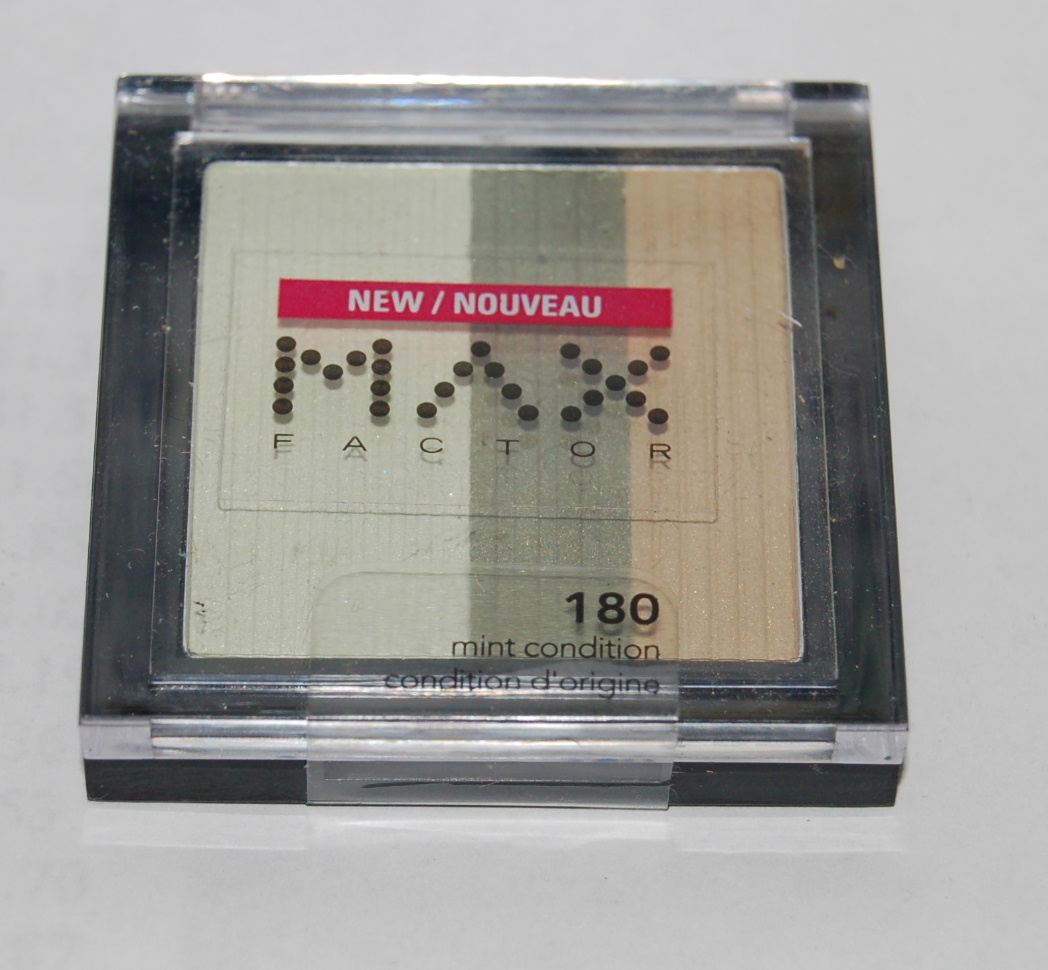 NEW / NOUVEAU
MAX
FACTOR
180
mint condition
condition d'origine